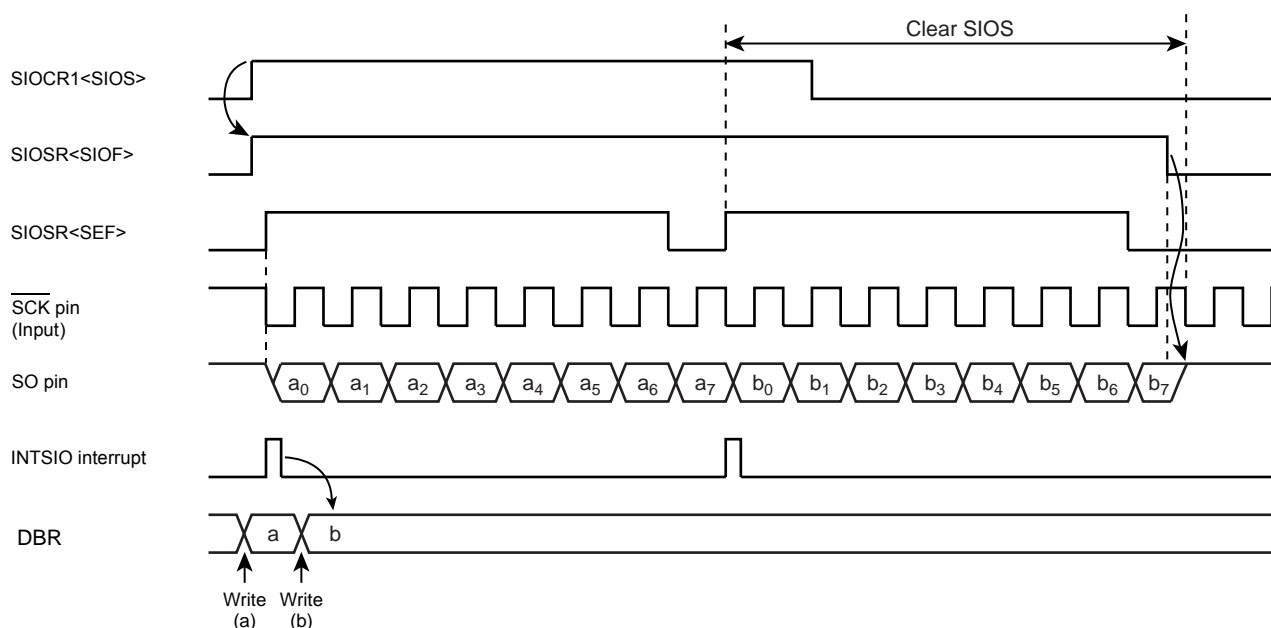 Clear SIOS
SIOCR1<SIOS>
SIOSR<SIOF>
SIOSR<SEF>
SCK pin
(Input)
SO pin
a0 a1 a2 a3 a4 a5 a6 a7 b0 b1 b2 b3 b4 b5 b6 b7
INTSIO interrupt
DBR
a b
Write Write
(a) (b)